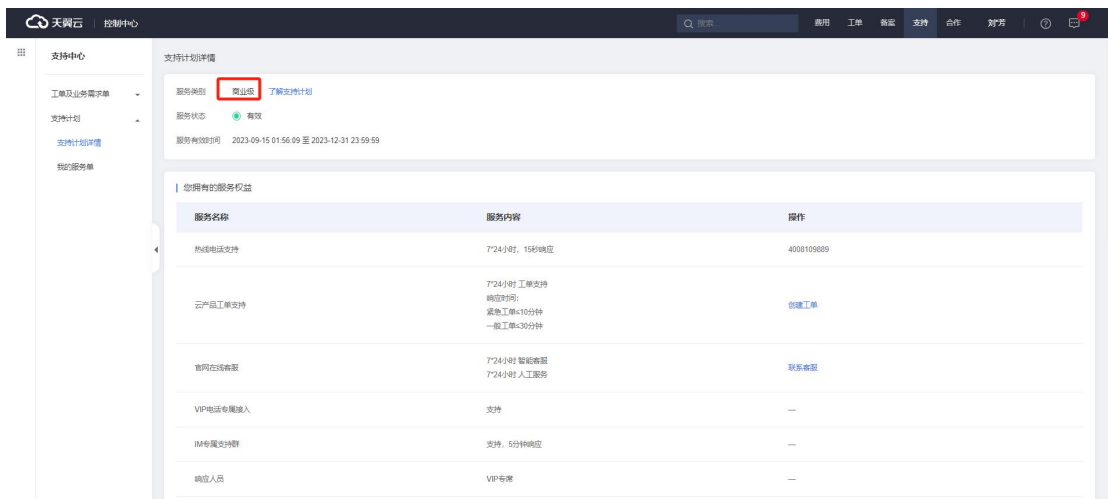 天翼云 控制中心 搜索... 费用 工单 备案 支持 合作 刘*芳 9
支持中心
工单及业务需求单
支持计划
支持计划详情
我的服务单
支持计划详情
服务类别 商业级 了解支持计划
服务状态 有效
服务有效时间 2023-09-15 01:56:09 至 2023-12-31 23:59:59
您拥有的服务权益
服务名称 服务内容 操作
热线电话支持 7*24小时，15秒响应 4008109889
云产品工单支持 7*24小时 工单支持
响应时间:
紧急工单≤10分钟
一般工单≤30分钟
创建工单
官网在线客服 7*24小时 智能客服
7*24小时 人工服务
联系客服
VIP电话专属接入 支持 —
IM专属支持群 支持，5分钟响应 —
响应人员 VIP专席 —